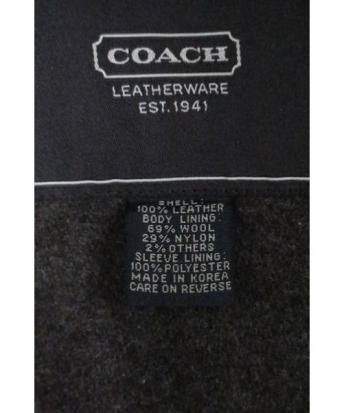 COACH
LEATHERWARE
EST. 1941
SHELL:
100% LEATHER
BODY LINING:
69% WOOL
29% NYLON
2% OTHERS
SLEEVE LINING:
100% POLYESTER
MADE IN KOREA
CARE ON REVERSE